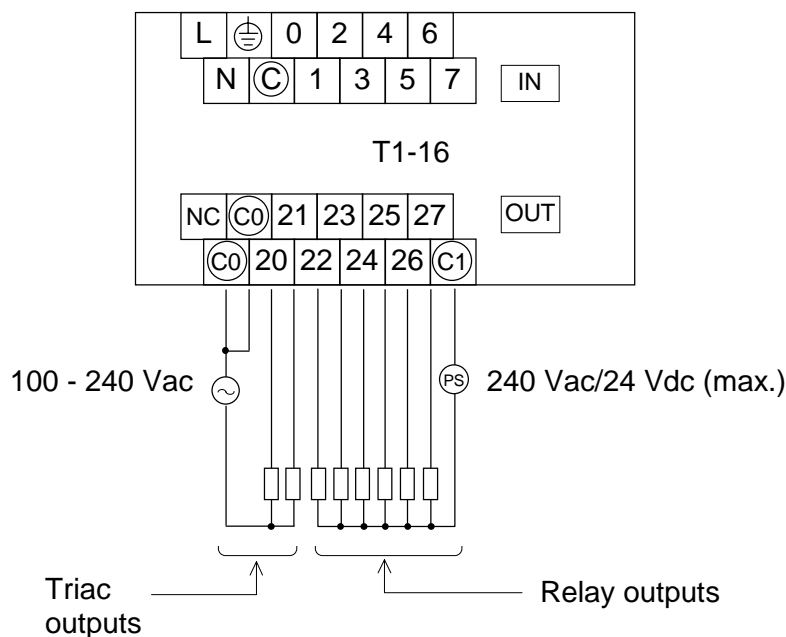 L 0 2 4 6
N C 1 3 5 7 IN
T1-16
NC C0 21 23 25 27 OUT
C0 20 22 24 26 C1
100 - 240 Vac PS 240 Vac/24 Vdc (max.)
Triac
outputs
Relay outputs